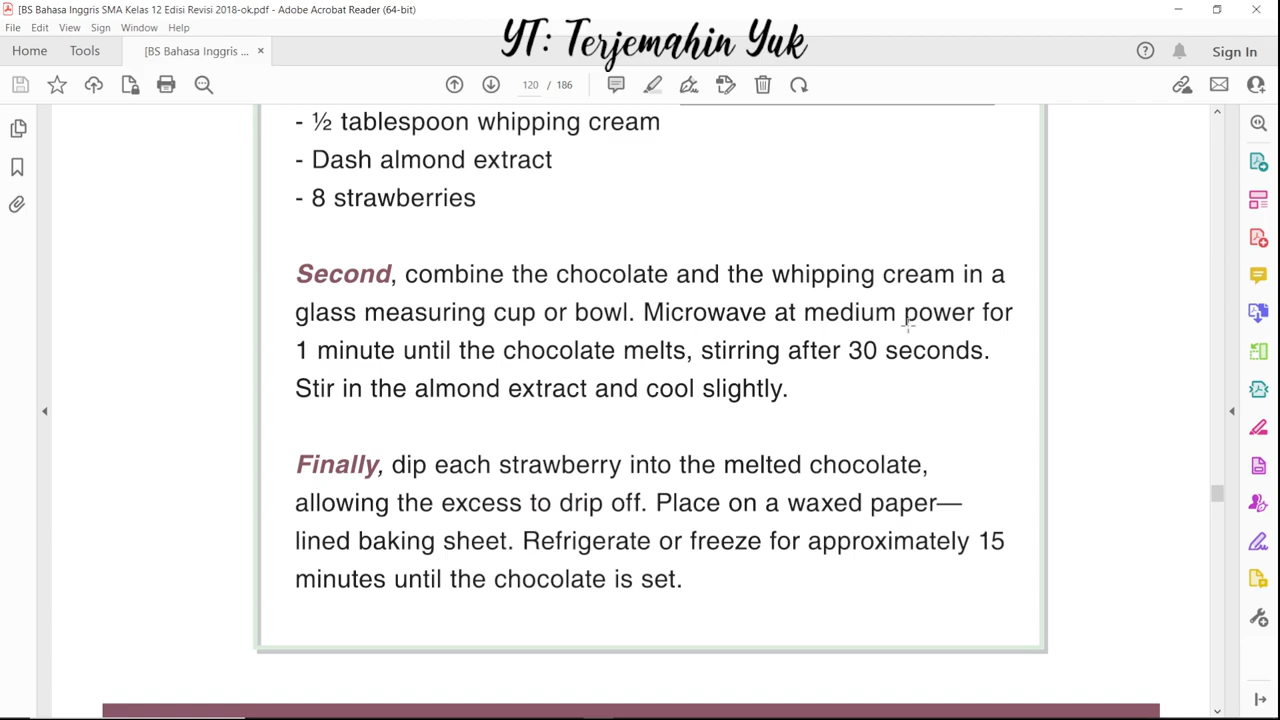 [BS Bahasa Inggris SMA Kelas 12 Edisi Revisi 2018-ok.pdf - Adobe Acrobat Reader (64-bit)
YT: Terjemahin Yuk
File Edit View Sign Window Help
Home Tools [BS Bahasa Inggris ... × Sign In
120 / 186
- ½ tablespoon whipping cream
- Dash almond extract
- 8 strawberries
Second, combine the chocolate and the whipping cream in a
glass measuring cup or bowl. Microwave at medium power for
1 minute until the chocolate melts, stirring after 30 seconds.
Stir in the almond extract and cool slightly.
Finally, dip each strawberry into the melted chocolate,
allowing the excess to drip off. Place on a waxed paper—
lined baking sheet. Refrigerate or freeze for approximately 15
minutes until the chocolate is set.